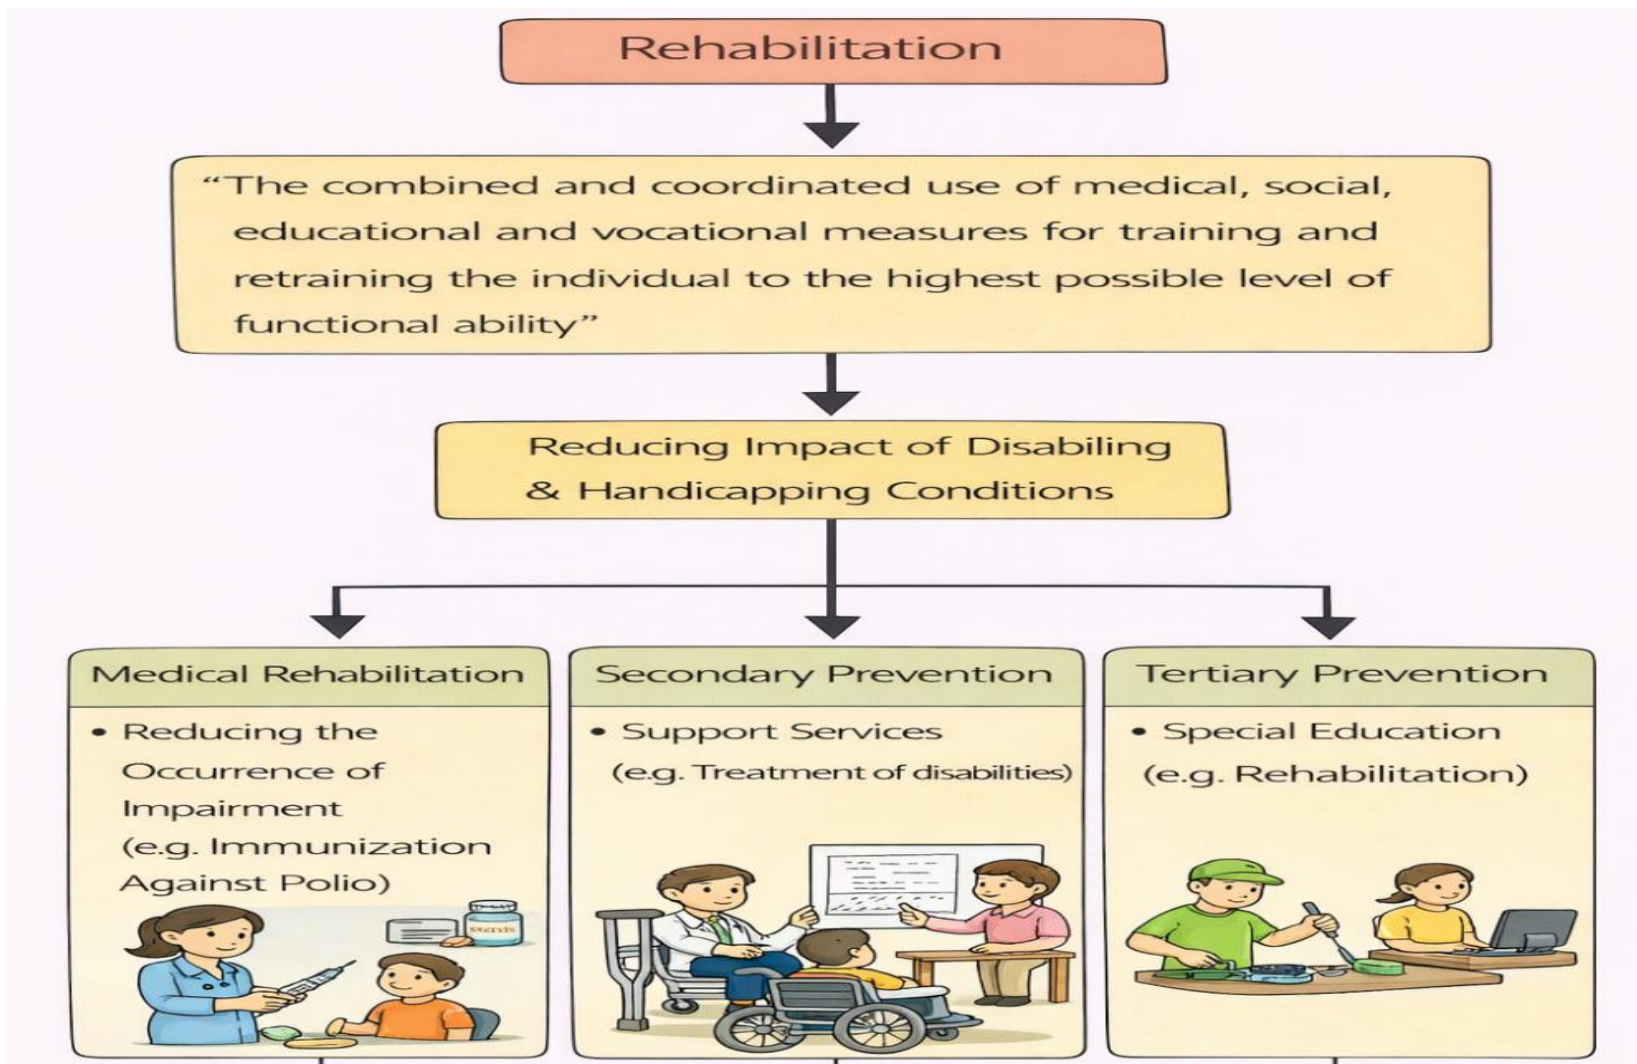 Rehabilitation
“The combined and coordinated use of medical, social,
educational and vocational measures for training and
retraining the individual to the highest possible level of
functional ability”
Reducing Impact of Disabiling
& Handicapping Conditions
Medical Rehabilitation
• Reducing the
Occurrence of
Impairment
(e.g. Immunization
Against Polio)
Secondary Prevention
• Support Services
(e.g. Treatment of disabilities)
Tertiary Prevention
• Special Education
(e.g. Rehabilitation)